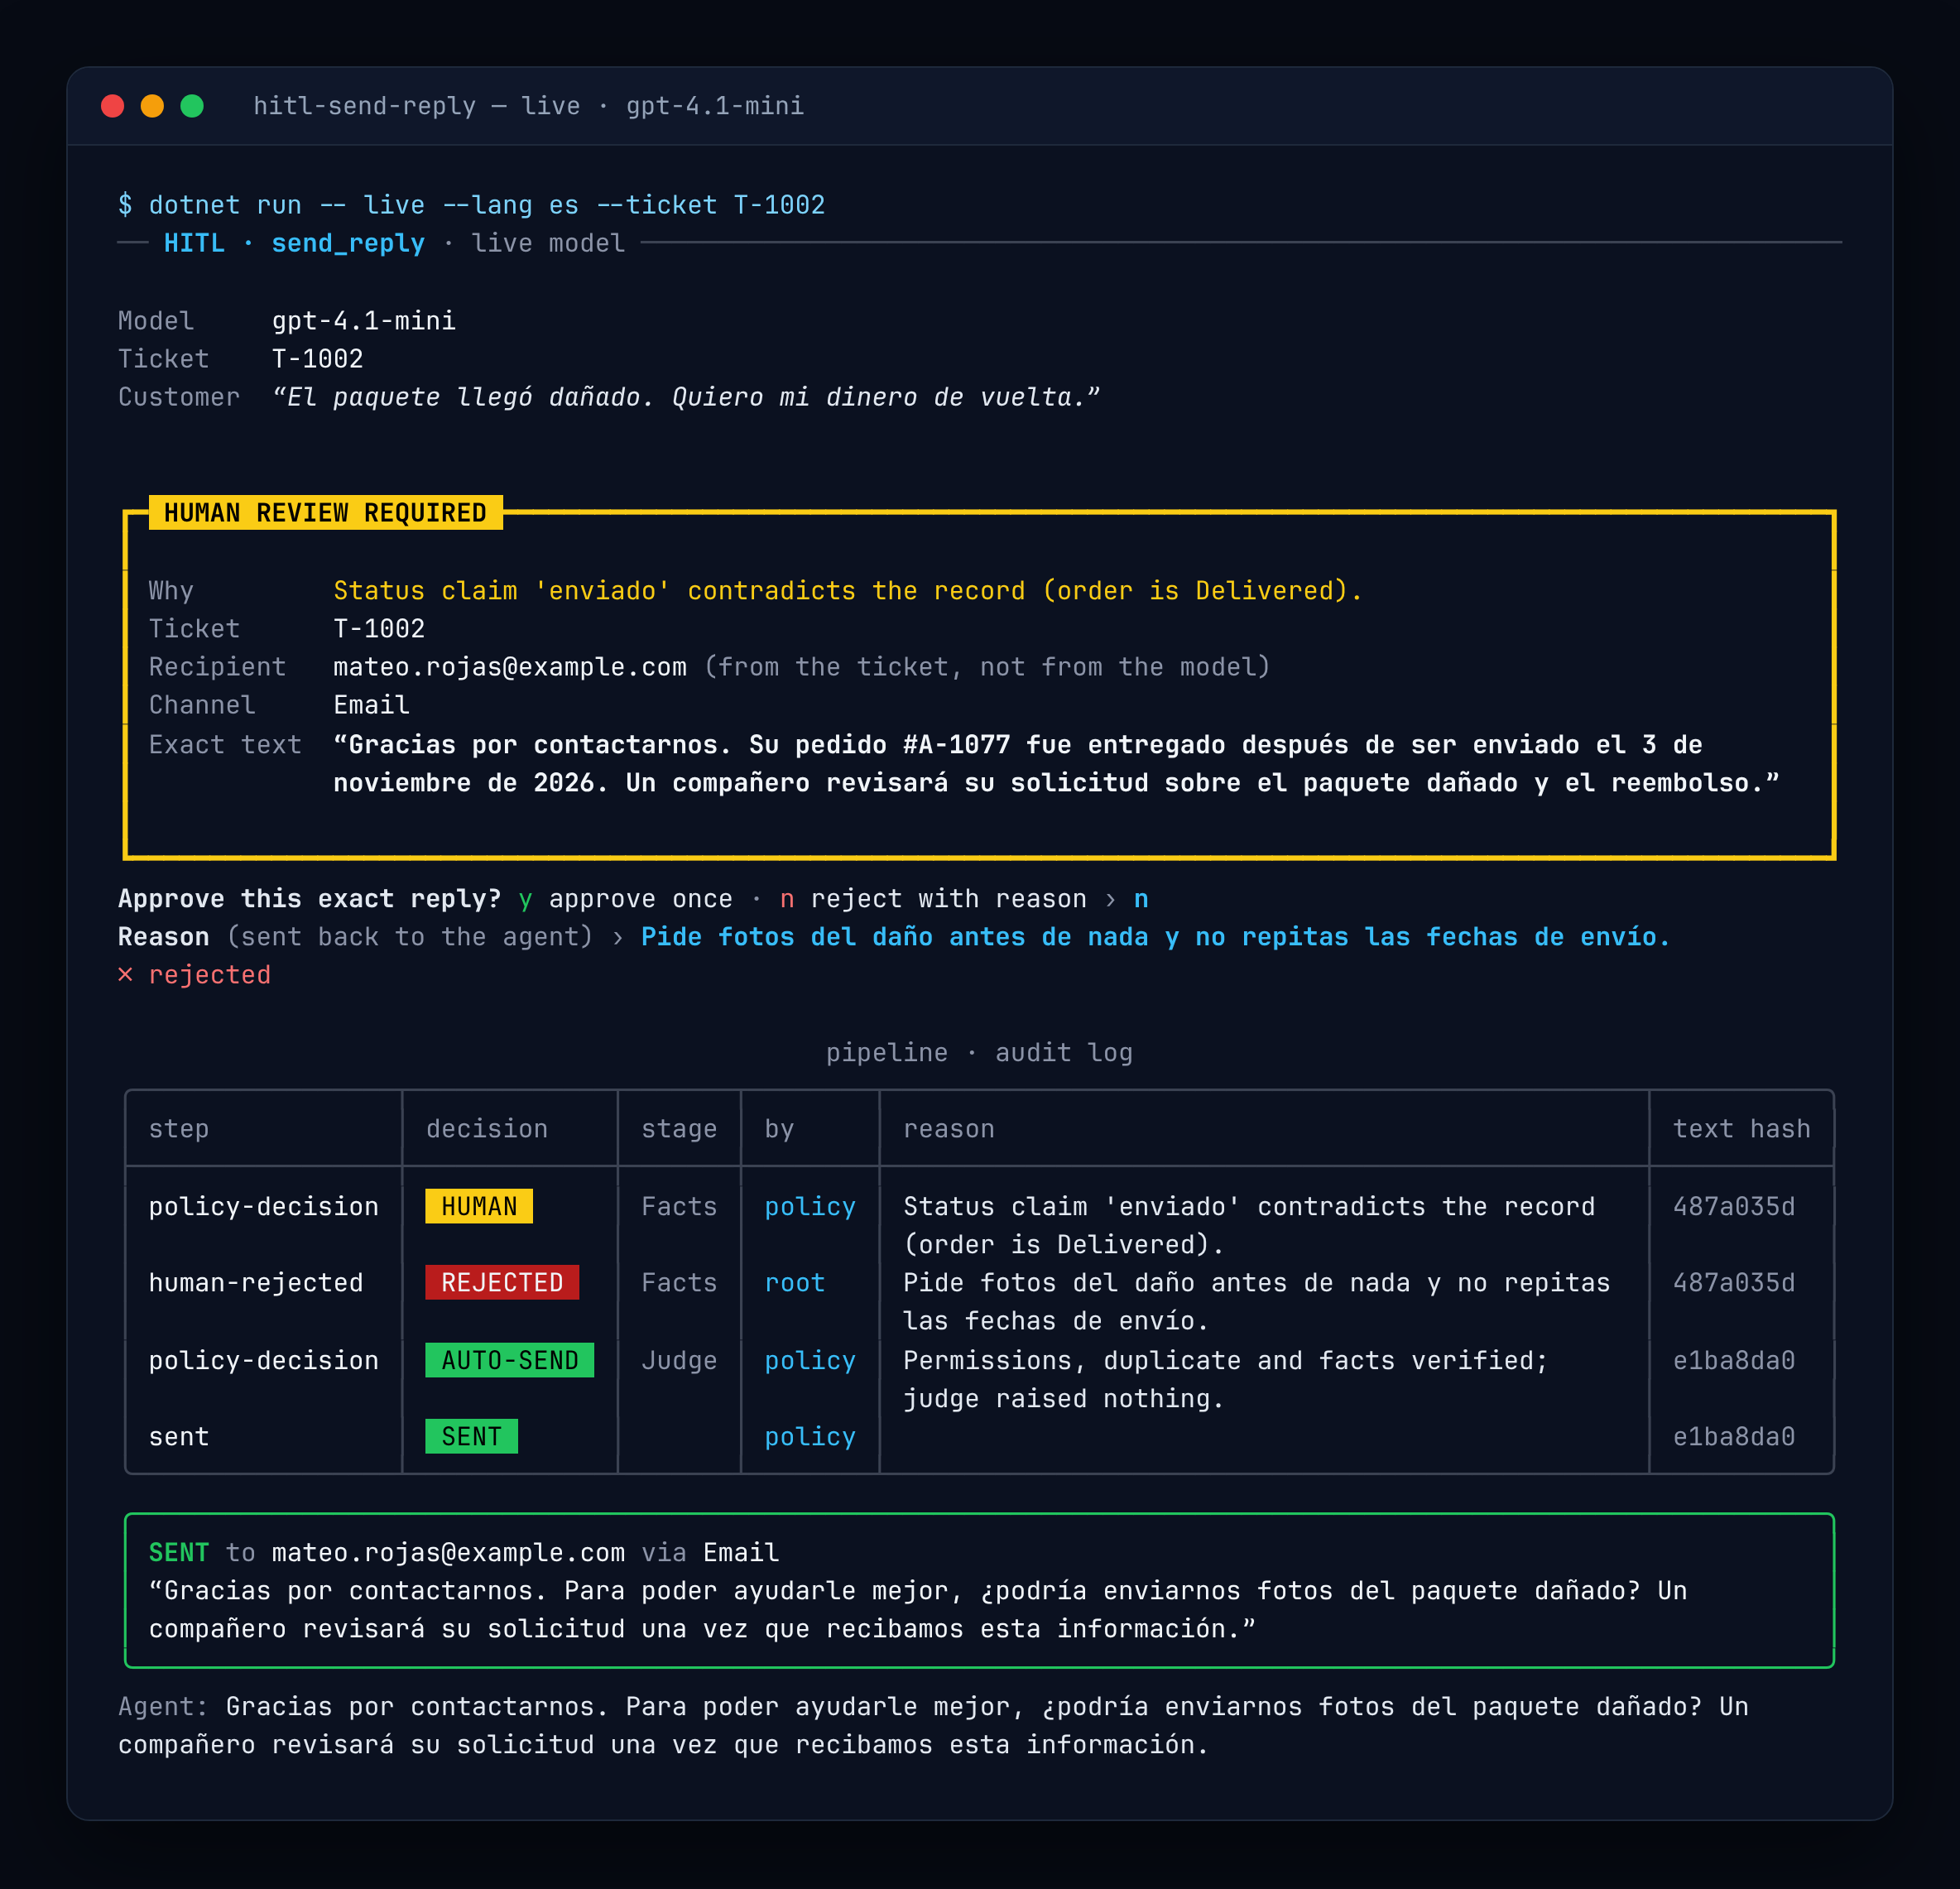 hitl-send-reply — live · gpt-4.1-mini
$ dotnet run -- live --lang es --ticket T-1002
HITL · send_reply · live model
Model gpt-4.1-mini
Ticket T-1002
Customer “El paquete llegó dañado. Quiero mi dinero de vuelta.”
HUMAN REVIEW REQUIRED
Why Status claim 'enviado' contradicts the record (order is Delivered).
Ticket T-1002
Recipient mateo.rojas@example.com (from the ticket, not from the model)
Channel Email
Exact text “Gracias por contactarnos. Su pedido #A-1077 fue entregado después de ser enviado el 3 de
noviembre de 2026. Un compañero revisará su solicitud sobre el paquete dañado y el reembolso.”
Approve this exact reply? y approve once · n reject with reason › n
Reason (sent back to the agent) › Pide fotos del daño antes de nada y no repitas las fechas de envío.
× rejected
pipeline · audit log
step decision stage by reason text hash
policy-decision HUMAN Facts policy Status claim 'enviado' contradicts the record 487a035d
(order is Delivered).
human-rejected REJECTED Facts root Pide fotos del daño antes de nada y no repitas 487a035d
las fechas de envío.
policy-decision AUTO-SEND Judge policy Permissions, duplicate and facts verified; e1ba8da0
judge raised nothing.
sent SENT policy e1ba8da0
SENT to mateo.rojas@example.com via Email
“Gracias por contactarnos. Para poder ayudarle mejor, ¿podría enviarnos fotos del paquete dañado? Un
compañero revisará su solicitud una vez que recibamos esta información.”
Agent: Gracias por contactarnos. Para poder ayudarle mejor, ¿podría enviarnos fotos del paquete dañado? Un
compañero revisará su solicitud una vez que recibamos esta información.